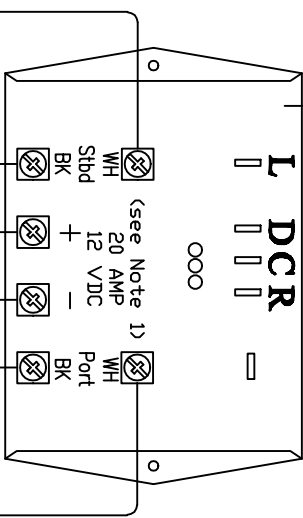 L DCR
(see Note 1)
WH 20 AMP WH
12 VDC
Stbd + - Port
BK BK